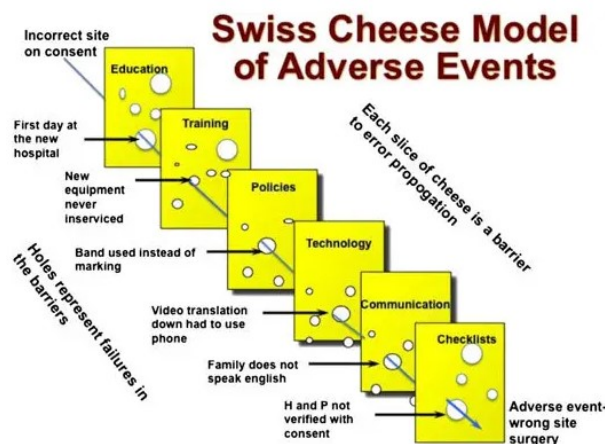 Swiss Cheese Model
of Adverse Events
Incorrect site
on consent
Education
First day at
the new
hospital
Training
New
equipment
never
inserviced
Policies
Band used instead of
marking
Technology
Video translation
down had to use
phone
Communication
Family does not
speak english
Checklists
H and P not
verified with
consent
Adverse event-
wrong site
surgery
Each slice of cheese is a barrier
to error propogation
Holes represent failures in
the barriers